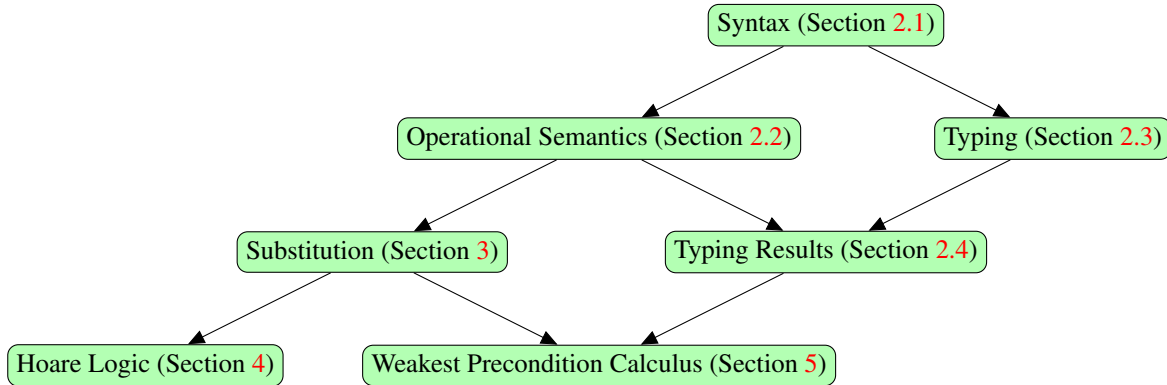 Syntax (Section 2.1)
Operational Semantics (Section 2.2)
Typing (Section 2.3)
Substitution (Section 3)
Typing Results (Section 2.4)
Hoare Logic (Section 4)
Weakest Precondition Calculus (Section 5)